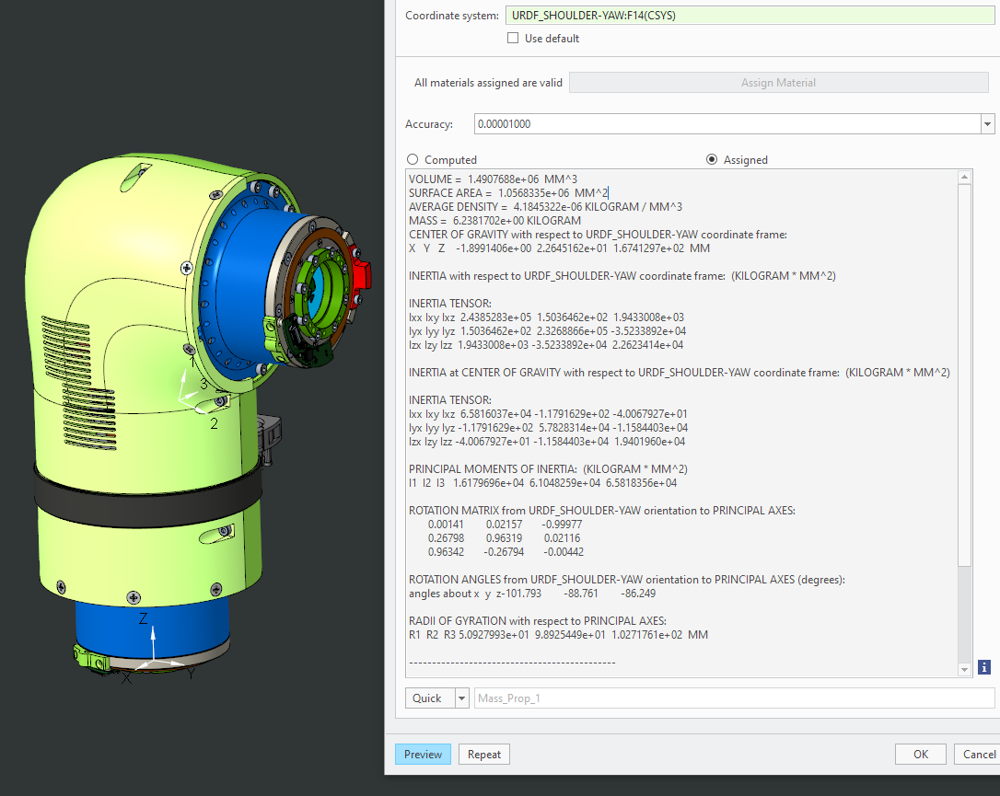 Coordinate system: URDF_SHOULDER-YAW:F14(CSYS)
Use default
All materials assigned are valid Assign Material
Accuracy: 0.00001000
Computed Assigned
VOLUME = 1.4907688e+06 MM^3
SURFACE AREA = 1.0568335e+06 MM^2
AVERAGE DENSITY = 4.1845322e-06 KILOGRAM / MM^3
MASS = 6.2381702e+00 KILOGRAM
CENTER OF GRAVITY with respect to URDF_SHOULDER-YAW coordinate frame:
X Y Z -1.8991406e+00 2.2645162e+01 1.6741297e+02 MM
INERTIA with respect to URDF_SHOULDER-YAW coordinate frame: (KILOGRAM * MM^2)
INERTIA TENSOR:
Ixx Ixy Ixz 2.4385283e+05 1.5036462e+02 1.9433008e+03
Iyx Iyy Iyz 1.5036462e+02 2.3268866e+05 -3.5233892e+04
Izx Izy Izz 1.9433008e+03 -3.5233892e+04 2.2623414e+04
INERTIA at CENTER OF GRAVITY with respect to URDF_SHOULDER-YAW coordinate frame: (KILOGRAM * MM^2)
INERTIA TENSOR:
Ixx Ixy Ixz 6.5816037e+04 -1.1791629e+02 -4.0067927e+01
Iyx Iyy Iyz -1.1791629e+02 5.7828314e+04 -1.1584403e+04
Izx Izy Izz -4.0067927e+01 -1.1584403e+04 1.9401960e+04
PRINCIPAL MOMENTS OF INERTIA: (KILOGRAM * MM^2)
I1 I2 I3 1.6179696e+04 6.1048259e+04 6.5818356e+04
ROTATION MATRIX from URDF_SHOULDER-YAW orientation to PRINCIPAL AXES:
0.00141 0.02157 -0.99977
0.26798 0.96319 0.02116
0.96342 -0.26794 -0.00442
ROTATION ANGLES from URDF_SHOULDER-YAW orientation to PRINCIPAL AXES (degrees):
angles about x y z-101.793 -88.761 -86.249
RADII OF GYRATION with respect to PRINCIPAL AXES:
R1 R2 R3 5.0927993e+01 9.8925449e+01 1.0271761e+02 MM
---------------------------------------
Quick Mass_Prop_1
Preview Repeat OK Cancel
1
3
2
Z
X Y